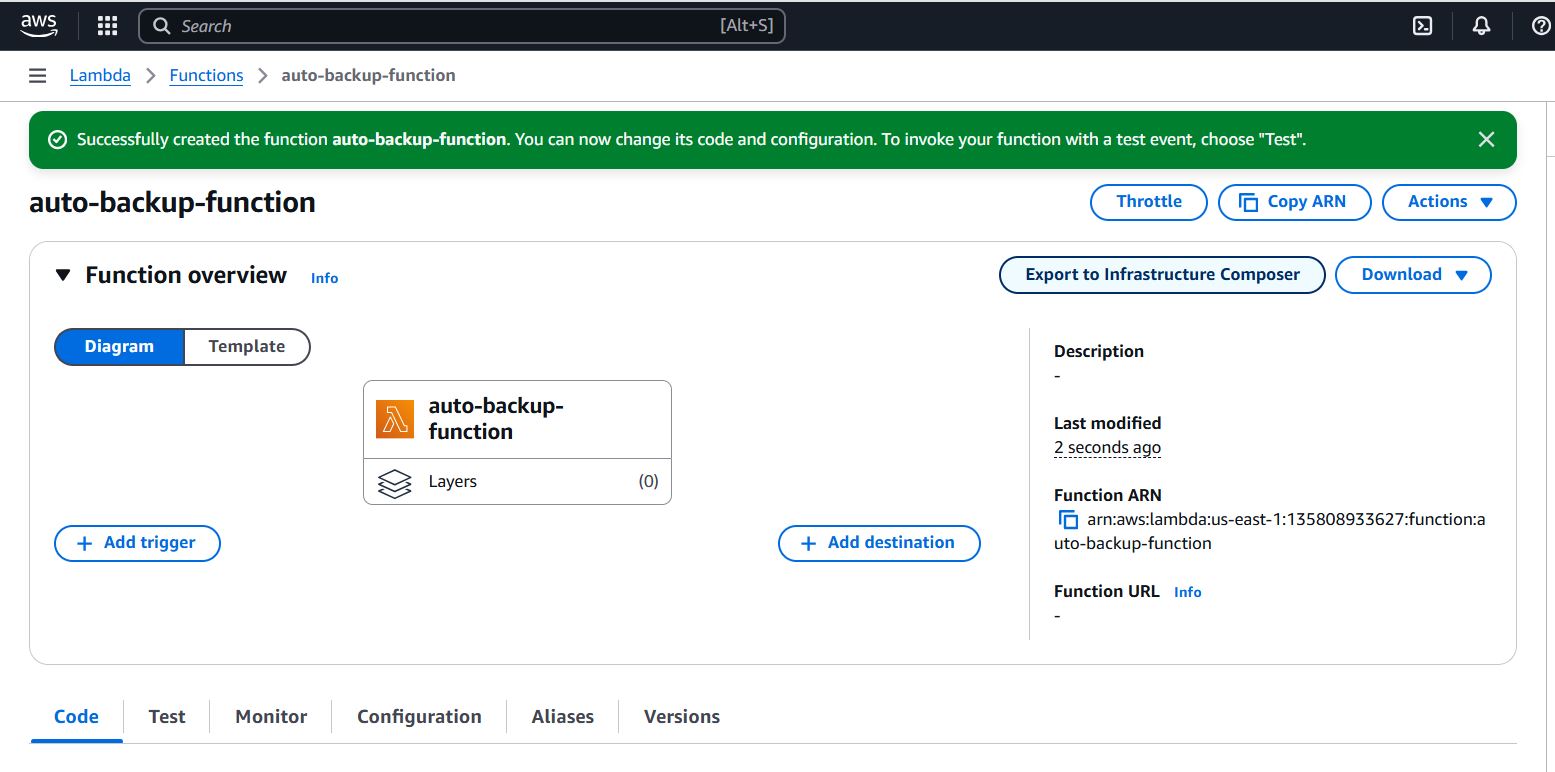 aws
Search [Alt+S]
Lambda > Functions > auto-backup-function
Successfully created the function auto-backup-function. You can now change its code and configuration. To invoke your function with a test event, choose "Test".
auto-backup-function
Throttle Copy ARN Actions
Function overview Info
Export to Infrastructure Composer Download
Diagram Template
auto-backup-
function
Layers (0)
+ Add trigger
+ Add destination
Description
-
Last modified
2 seconds ago
Function ARN
arn:aws:lambda:us-east-1:135808933627:function:a
uto-backup-function
Function URL Info
-
Code Test Monitor Configuration Aliases Versions